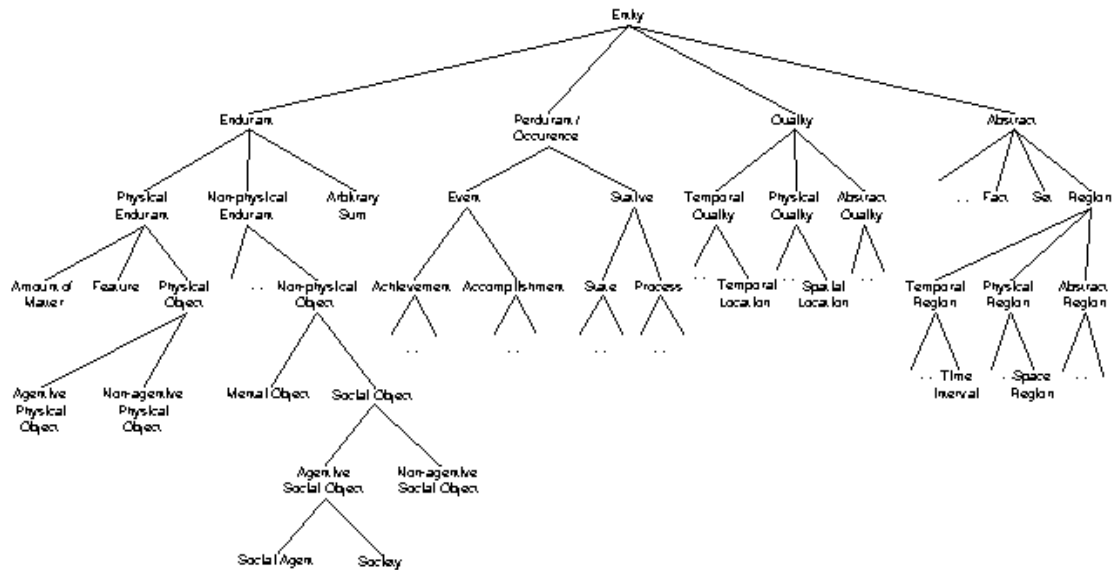 Entity
Endurant
Perdurant /
Occurence
Quality
Abstract
Physical
Endurant
Non-physical
Endurant
Arbitrary
Sum
Event
Stative
Temporal
Quality
Physical
Quality
Abstract
Quality
. .
Fact
Set
Region
Amount of
Matter
Feature
Physical
Object
. .
Non-physical
Object
Achievement
Accomplishment
State
Process
. .
Temporal
Location
. .
Spatial
Location
. .
Temporal
Region
Physical
Region
Abstract
Region
. .
. .
. .
. .
Agentive
Physical
Object
Non-agentive
Physical
Object
Mental Object
Social Object
. .
Time
Interval
. .
Space
Region
. .
Agentive
Social Object
Non-agentive
Social Object
Social Agent
Society